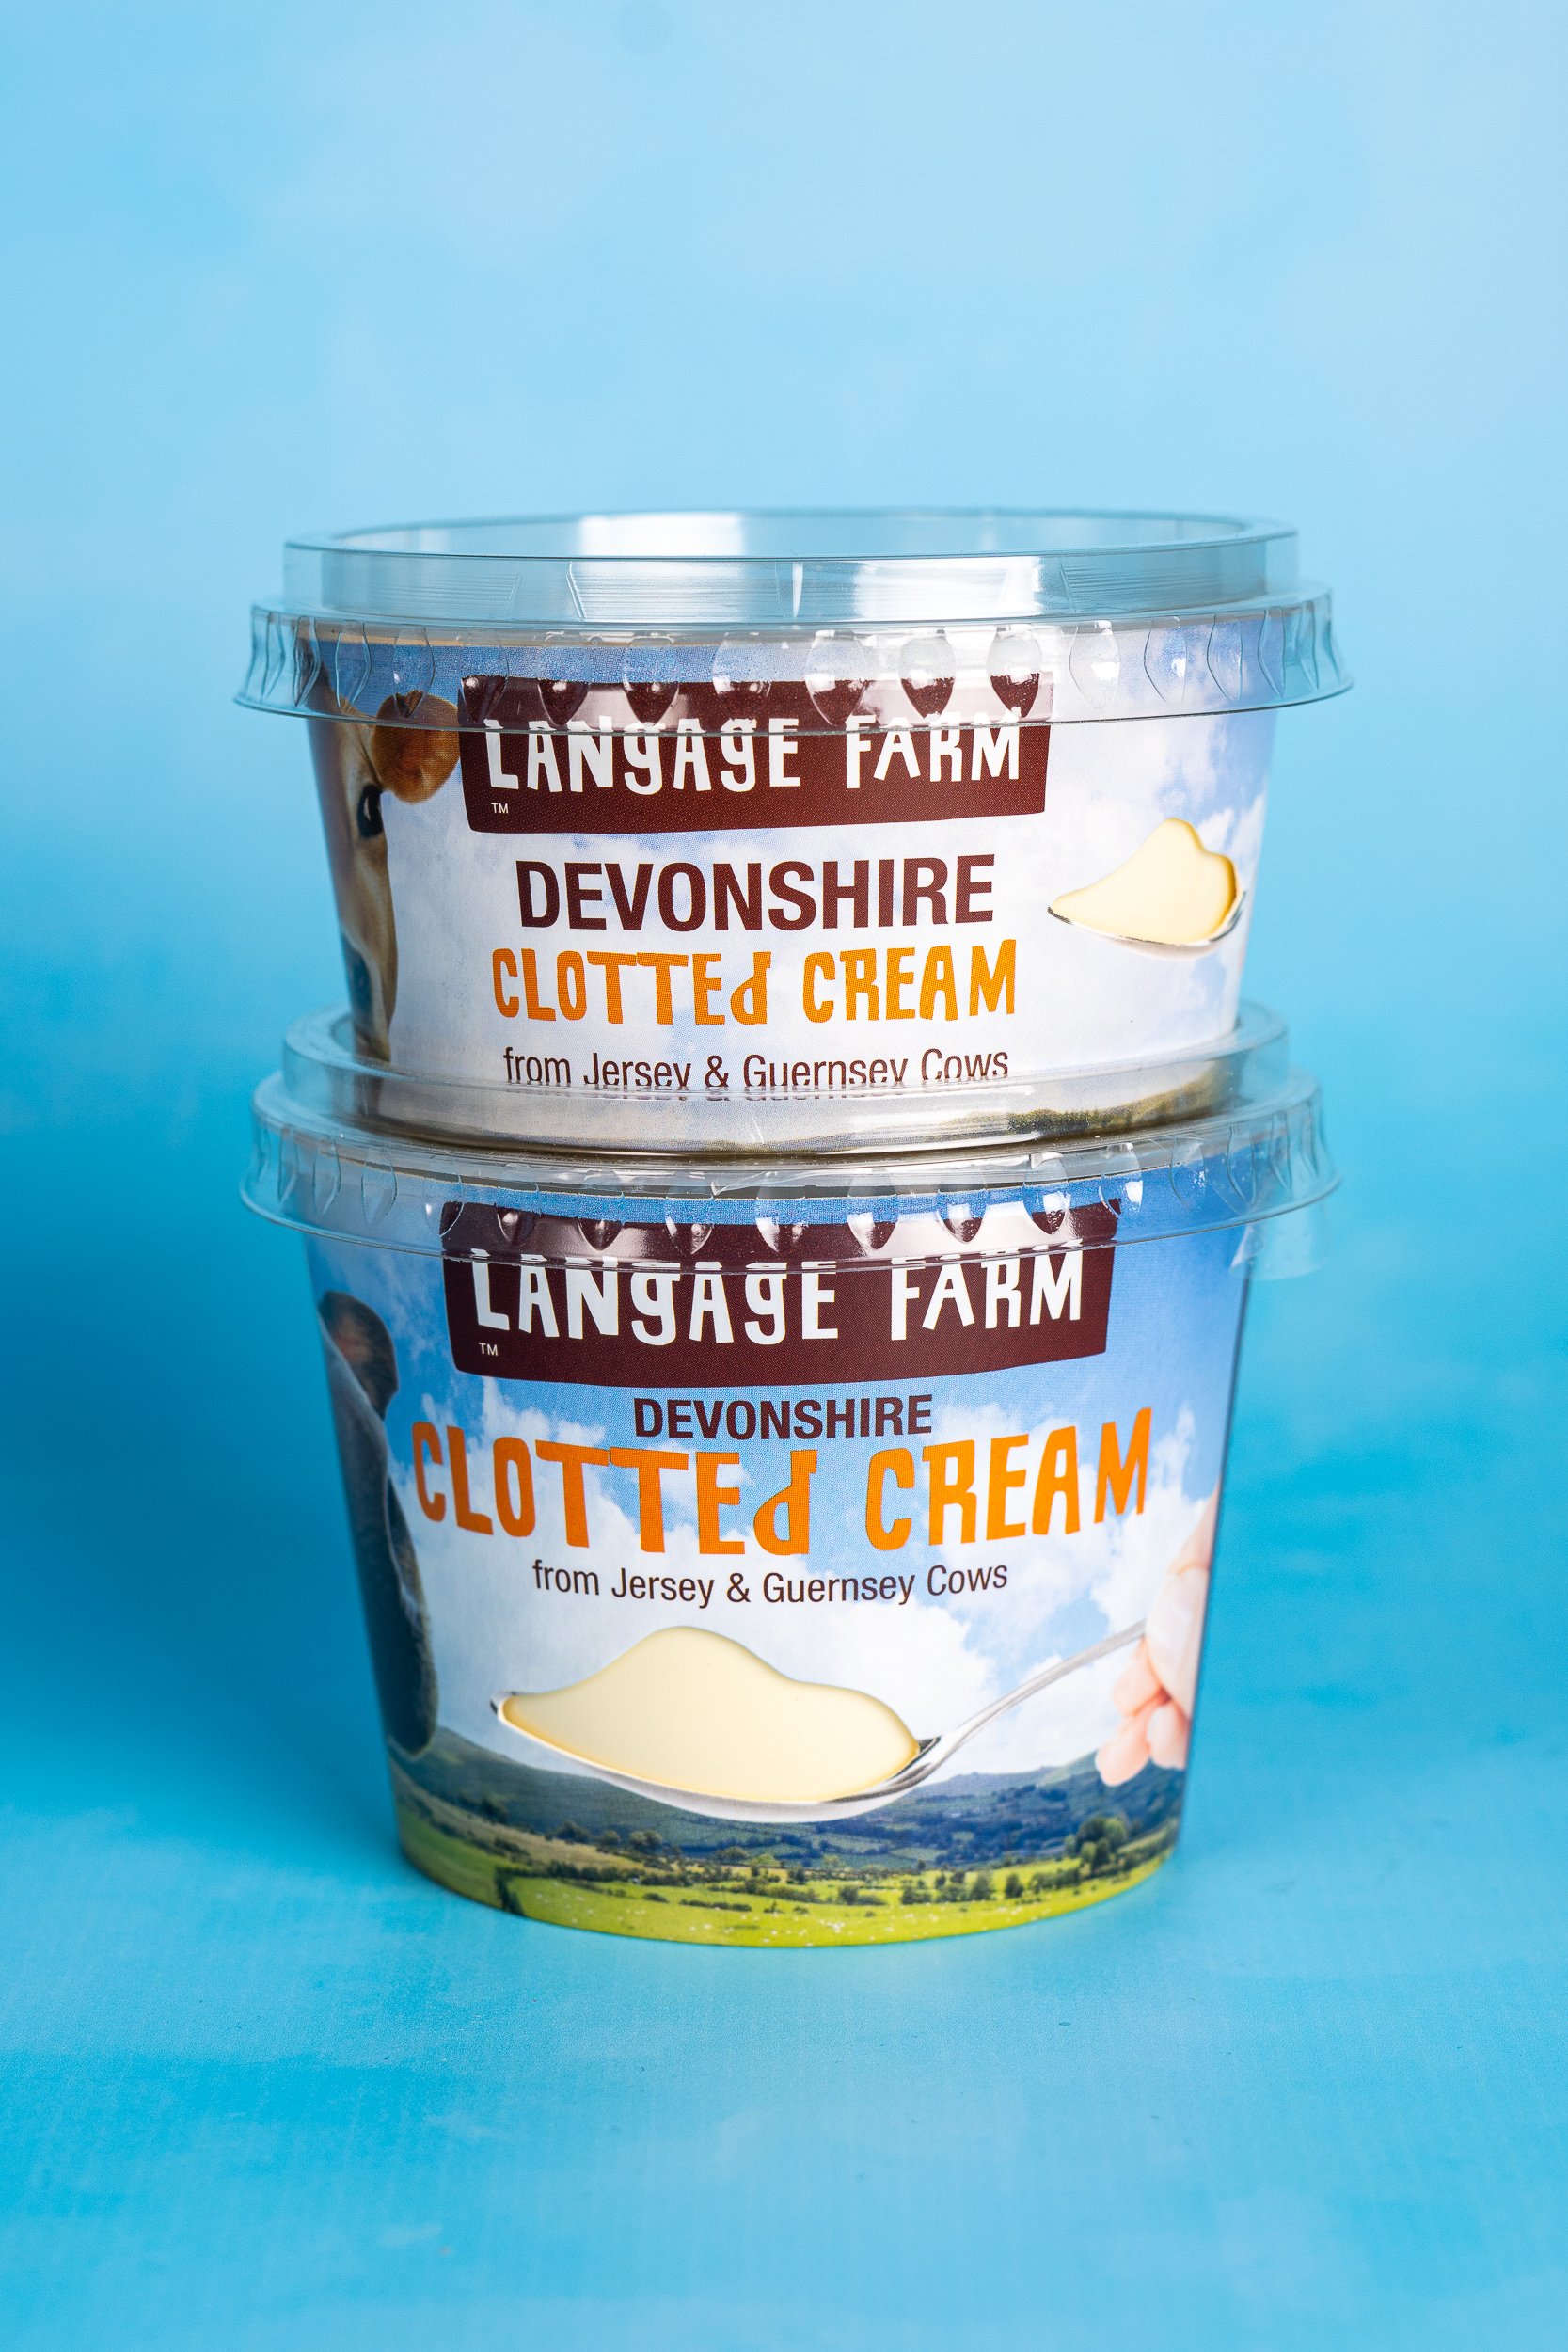 LANgAgE FARM
TM
DEVONSHIRE
CLOTTEd CREAM
from Jersey & Guernsey Cows
LANgAgE FARM
TM
DEVONSHIRE
CLOTTEd CREAM
from Jersey & Guernsey Cows